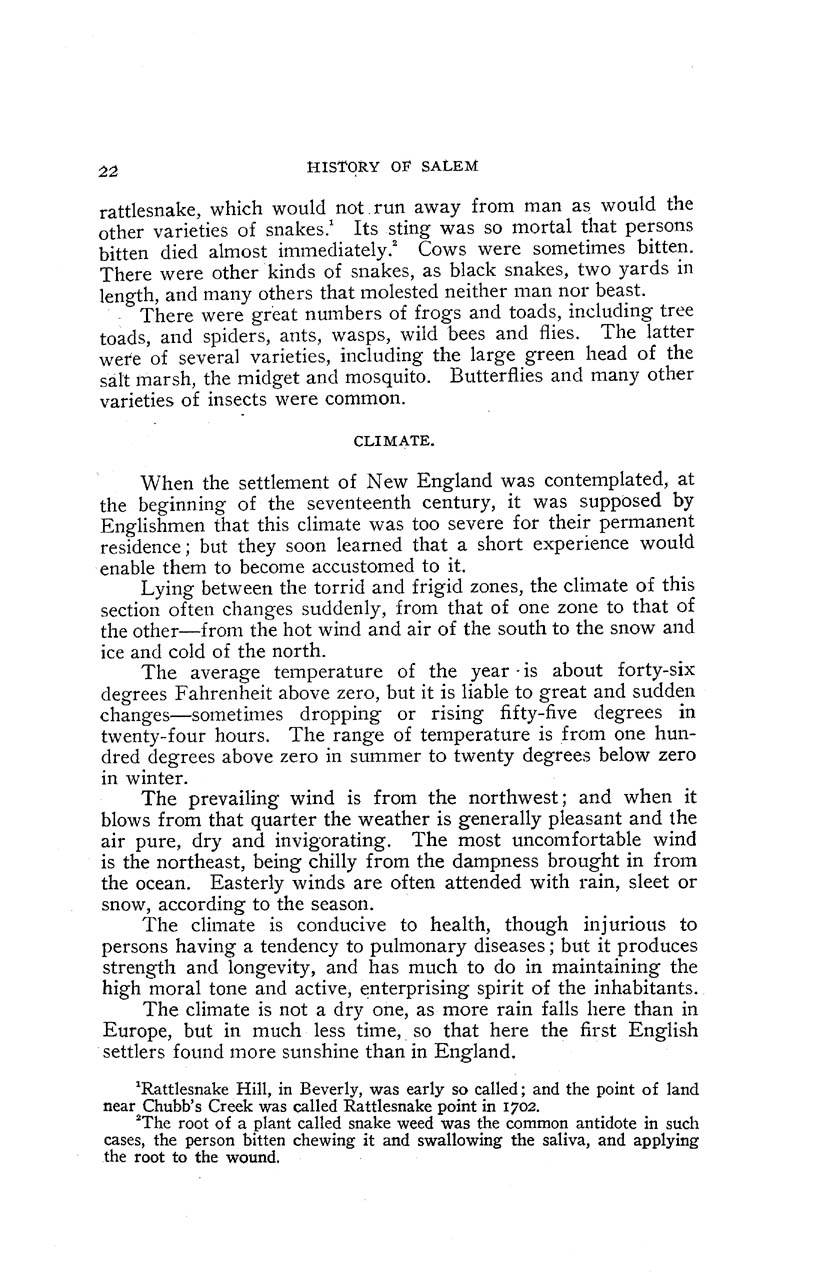 22 HISTORY OF SALEM
rattlesnake, which would not run away from man as would the
other varieties of snakes.¹ Its sting was so mortal that persons
bitten died almost immediately.² Cows were sometimes bitten.
There were other kinds of snakes, as black snakes, two yards in
length, and many others that molested neither man nor beast.
There were great numbers of frogs and toads, including tree
toads, and spiders, ants, wasps, wild bees and flies. The latter
were of several varieties, including the large green head of the
salt marsh, the midget and mosquito. Butterflies and many other
varieties of insects were common.
CLIMATE.
When the settlement of New England was contemplated, at
the beginning of the seventeenth century, it was supposed by
Englishmen that this climate was too severe for their permanent
residence; but they soon learned that a short experience would
enable them to become accustomed to it.
Lying between the torrid and frigid zones, the climate of this
section often changes suddenly, from that of one zone to that of
the other—from the hot wind and air of the south to the snow and
ice and cold of the north.
The average temperature of the year is about forty-six
degrees Fahrenheit above zero, but it is liable to great and sudden
changes—sometimes dropping or rising fifty-five degrees in
twenty-four hours. The range of temperature is from one hun-
dred degrees above zero in summer to twenty degrees below zero
in winter.
The prevailing wind is from the northwest; and when it
blows from that quarter the weather is generally pleasant and the
air pure, dry and invigorating. The most uncomfortable wind
is the northeast, being chilly from the dampness brought in from
the ocean. Easterly winds are often attended with rain, sleet or
snow, according to the season.
The climate is conducive to health, though injurious to
persons having a tendency to pulmonary diseases; but it produces
strength and longevity, and has much to do in maintaining the
high moral tone and active, enterprising spirit of the inhabitants.
The climate is not a dry one, as more rain falls here than in
Europe, but in much less time, so that here the first English
settlers found more sunshine than in England.
¹Rattlesnake Hill, in Beverly, was early so called; and the point of land
near Chubb's Creek was called Rattlesnake point in 1702.
²The root of a plant called snake weed was the common antidote in such
cases, the person bitten chewing it and swallowing the saliva, and applying
the root to the wound.